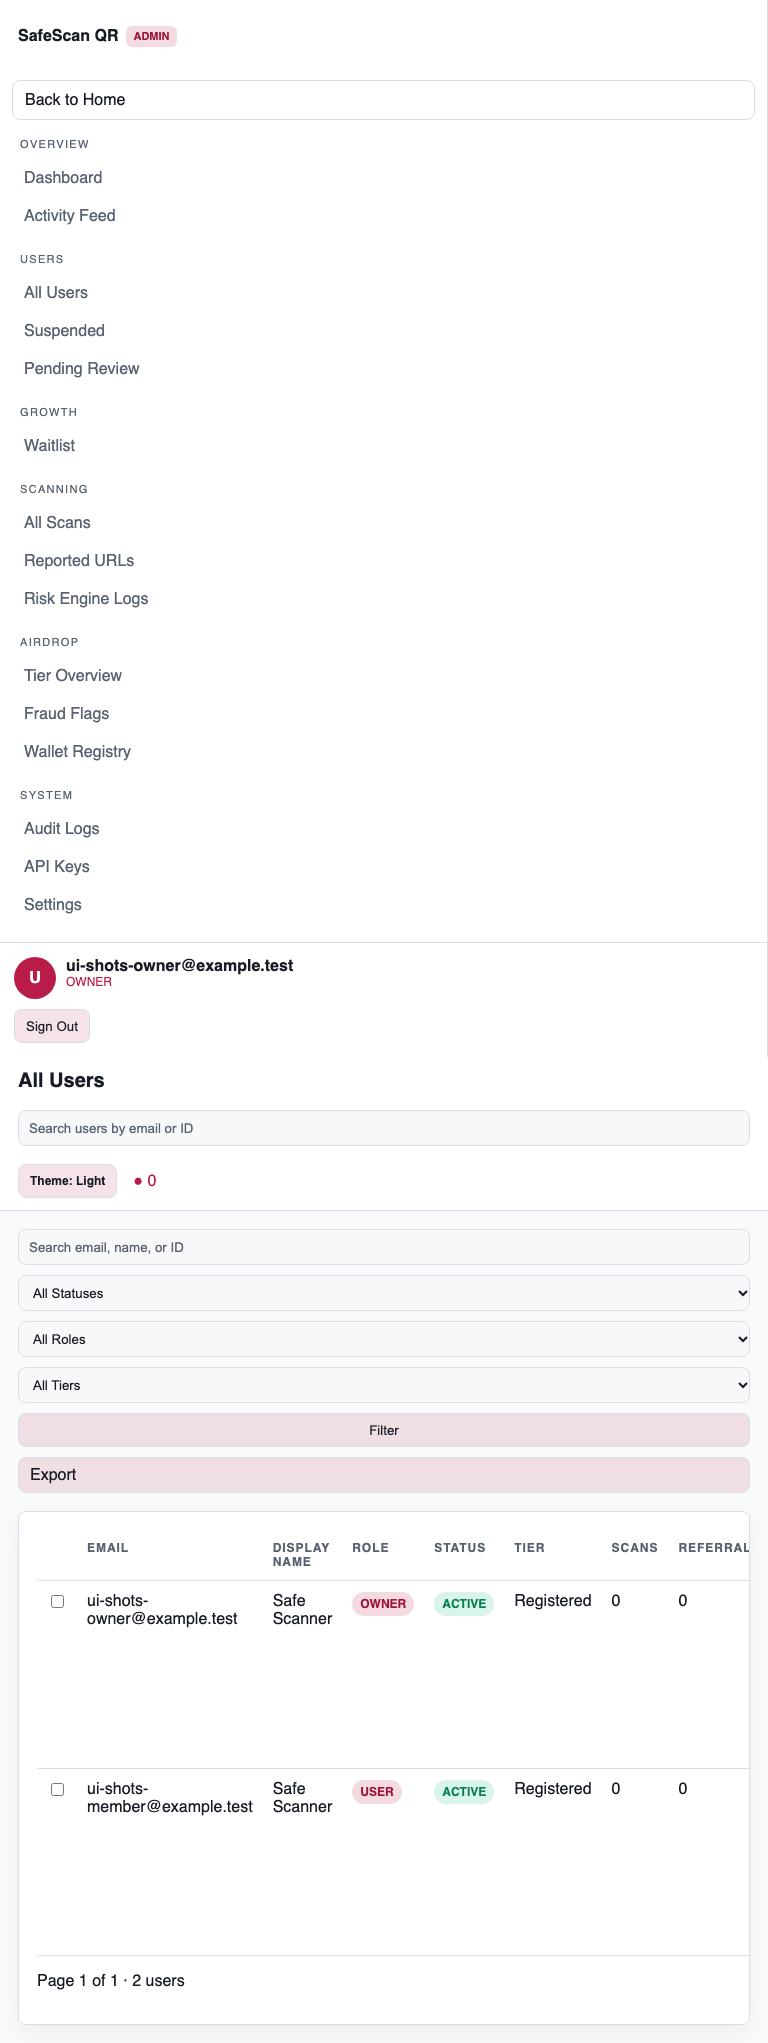 SafeScan QR ADMIN
Back to Home
OVERVIEW
Dashboard
Activity Feed
USERS
All Users
Suspended
Pending Review
GROWTH
Waitlist
SCANNING
All Scans
Reported URLs
Risk Engine Logs
AIRDROP
Tier Overview
Fraud Flags
Wallet Registry
SYSTEM
Audit Logs
API Keys
Settings
U
ui-shots-owner@example.test
OWNER
Sign Out
All Users
Search users by email or ID
Theme: Light ● 0
Search email, name, or ID
All Statuses
All Roles
All Tiers
Filter
Export
EMAIL DISPLAY NAME ROLE STATUS TIER SCANS REFERRAL
ui-shots-owner@example.test Safe Scanner OWNER ACTIVE Registered 0 0
ui-shots-member@example.test Safe Scanner USER ACTIVE Registered 0 0
Page 1 of 1 · 2 users